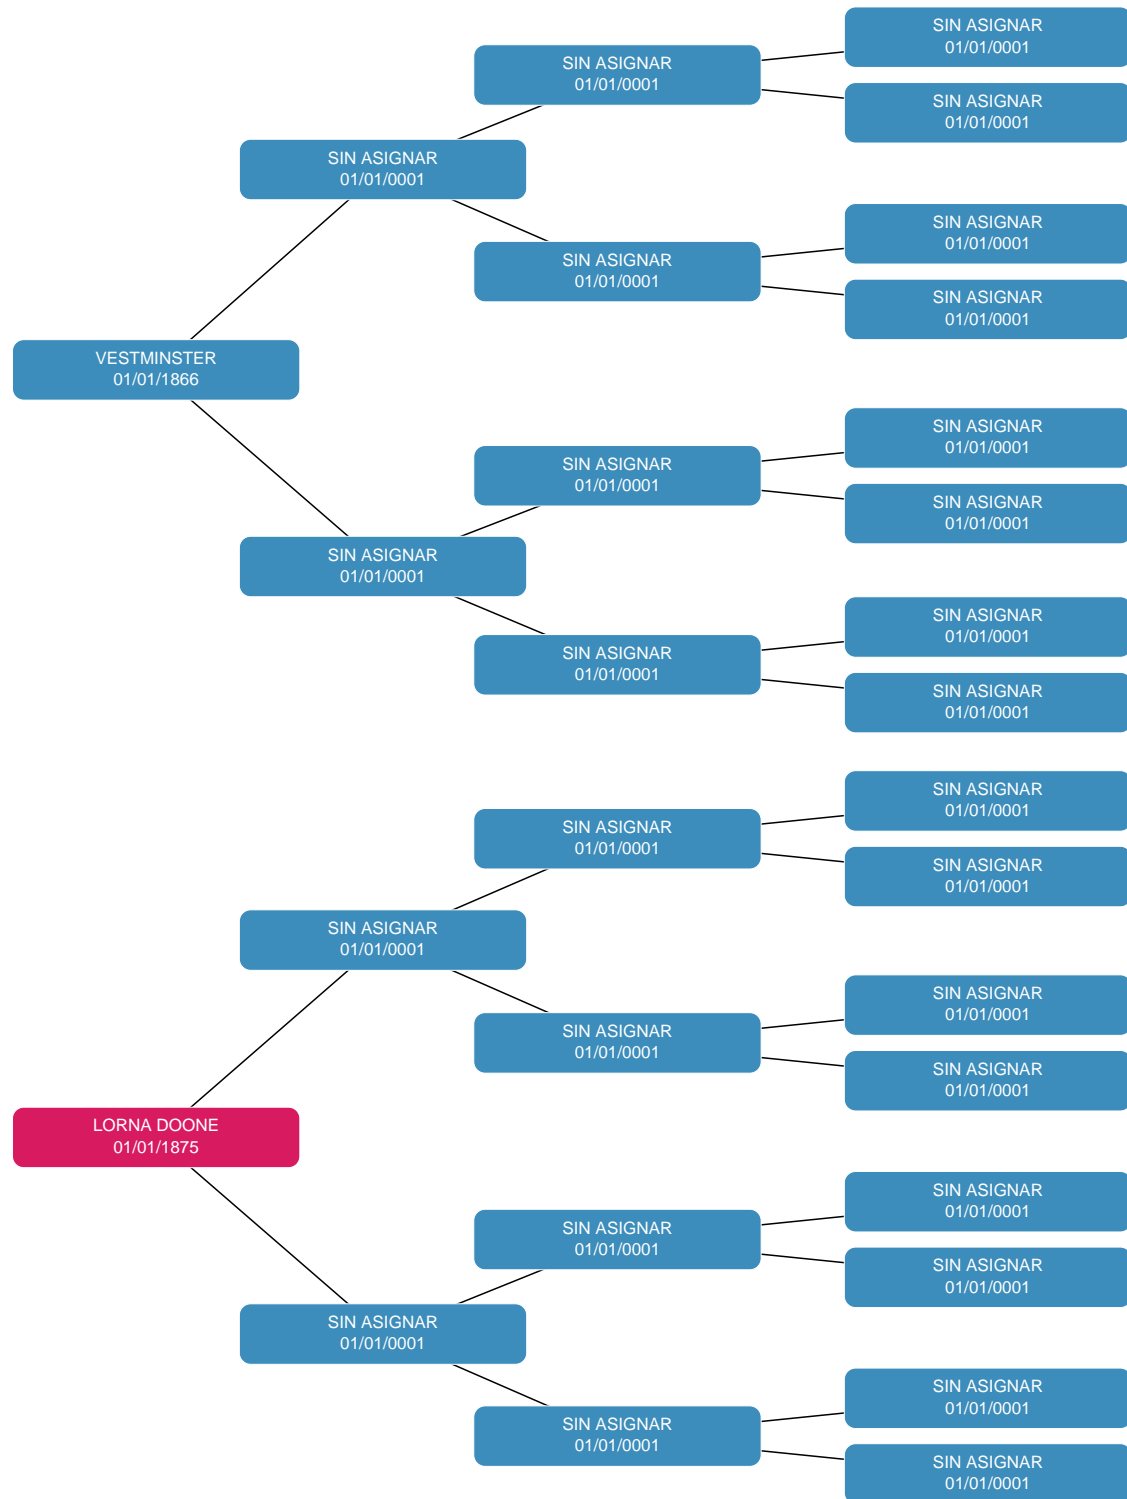 SIN ASIGNAR
01/01/0001
SIN ASIGNAR
01/01/0001
SIN ASIGNAR
01/01/0001
SIN ASIGNAR
01/01/0001
SIN ASIGNAR
01/01/0001
SIN ASIGNAR
01/01/0001
SIN ASIGNAR
01/01/0001
VESTMINSTER
01/01/1866
SIN ASIGNAR
01/01/0001
SIN ASIGNAR
01/01/0001
SIN ASIGNAR
01/01/0001
SIN ASIGNAR
01/01/0001
SIN ASIGNAR
01/01/0001
SIN ASIGNAR
01/01/0001
SIN ASIGNAR
01/01/0001
SIN ASIGNAR
01/01/0001
SIN ASIGNAR
01/01/0001
SIN ASIGNAR
01/01/0001
SIN ASIGNAR
01/01/0001
SIN ASIGNAR
01/01/0001
SIN ASIGNAR
01/01/0001
SIN ASIGNAR
01/01/0001
LORNA DOONE
01/01/1875
SIN ASIGNAR
01/01/0001
SIN ASIGNAR
01/01/0001
SIN ASIGNAR
01/01/0001
SIN ASIGNAR
01/01/0001
SIN ASIGNAR
01/01/0001
SIN ASIGNAR
01/01/0001
SIN ASIGNAR
01/01/0001